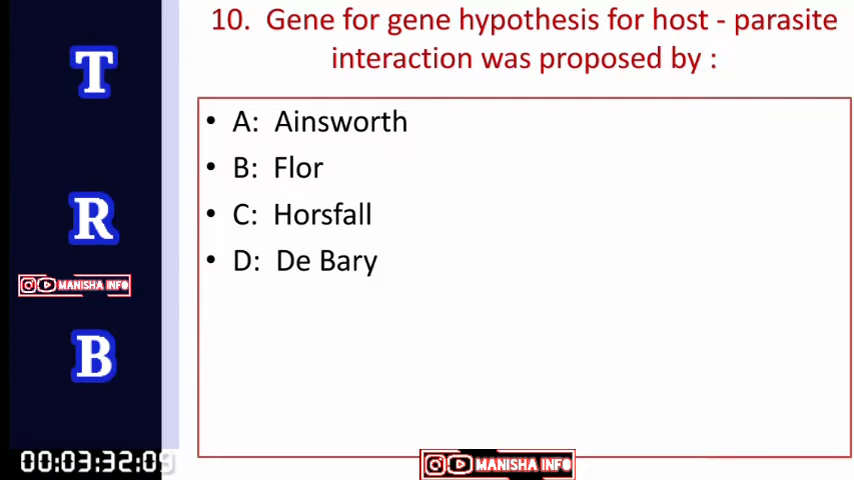 10. Gene for gene hypothesis for host - parasite
interaction was proposed by :
• A: Ainsworth
• B: Flor
• C: Horsfall
• D: De Bary
T
R
MANISHA INFO
B
00:03:32:09
MANISHA INFO